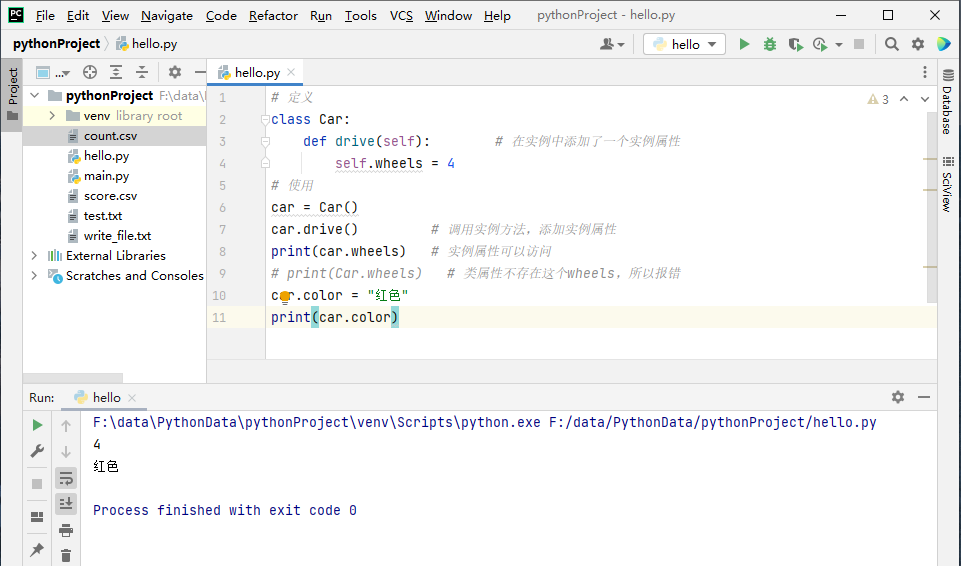 File Edit View Navigate Code Refactor Run Tools VCS Window Help pythonProject - hello.py
pythonProject hello.py hello
Project
... hello.py
pythonProject F:\data\
venv library root
count.csv
hello.py
main.py
score.csv
test.txt
write_file.txt
External Libraries
Scratches and Consoles
1 # 定义
2 class Car:
3 def drive(self): # 在实例中添加了一个实例属性
4 self.wheels = 4
5 # 使用
6 car = Car()
7 car.drive() # 调用实例方法，添加实例属性
8 print(car.wheels) # 实例属性可以访问
9 # print(Car.wheels) # 类属性不存在这个wheels，所以报错
10 car.color = "红色"
11 print(car.color)
3
Database
SciView
Run: hello
F:\data\PythonData\pythonProject\venv\Scripts\python.exe F:/data/PythonData/pythonProject/hello.py
4
红色
Process finished with exit code 0